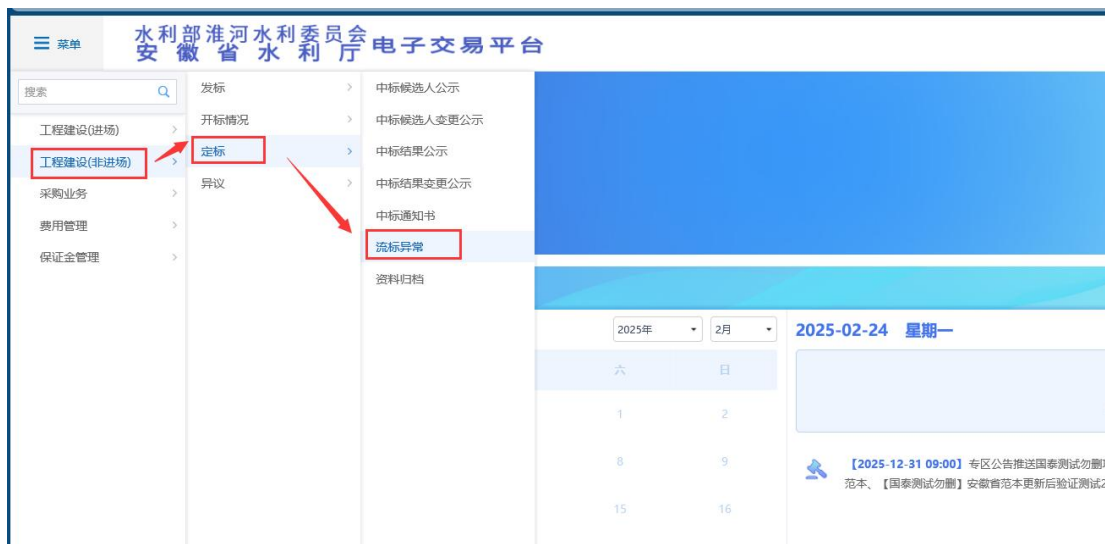 菜单
水利部淮河水利委员会
安徽省水利厅
电子交易平台
搜索
工程建设(进场)
工程建设(非进场)
采购业务
费用管理
保证金管理
发标
开标情况
定标
异议
中标候选人公示
中标候选人变更公示
中标结果公示
中标结果变更公示
中标通知书
流标异常
资料归档
2025年
2月
六
日
1
2
8
9
15
16
2025-02-24 星期一
【2025-12-31 09:00】专区公告推送国泰测试勿删
范本、【国泰测试勿删】安徽省范本更新后验证测试2